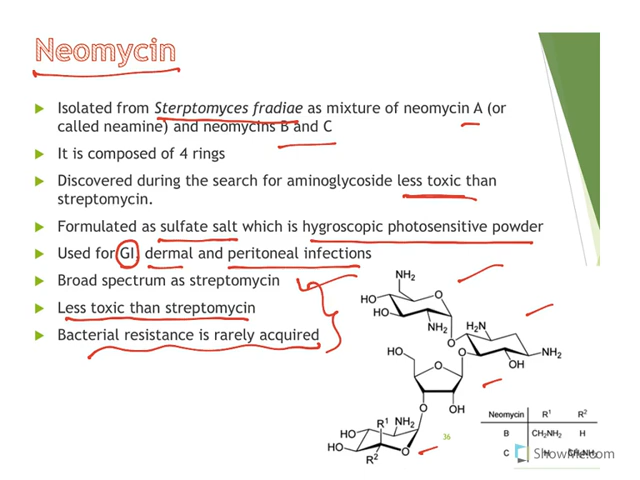 Neomycin
Isolated from Sterptomyces fradiae as mixture of neomycin A (or
called neamine) and neomycins B and C
It is composed of 4 rings
Discovered during the search for aminoglycoside less toxic than
streptomycin.
Formulated as sulfate salt which is hygroscopic photosensitive powder
Used for GI, dermal and peritoneal infections
Broad spectrum as streptomycin
Less toxic than streptomycin
Bacterial resistance is rarely acquired
NH2
HO
O
HO
NH2
H2N
O
NH2
O
OH
HO
O
O
OH
R1 NH2
HO
HO
O
R2
36
Neomycin R1 R2
B CH2NH2 H
C H CH2NH2
ShowMe.com